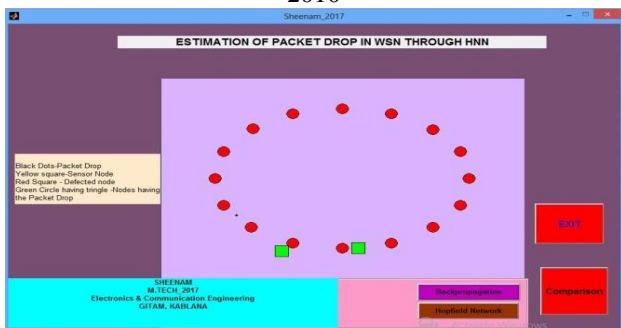 2016
Sheenam_2017
ESTIMATION OF PACKET DROP IN WSN THROUGH HNN
Black Dots-Packet Drop
Yellow square-Sensor Node
Red Square - Defected node
Green Circle having tringle -Nodes having
the Packet Drop
EXIT
SHEENAM
M.TECH_2017
Electronics & Communication Engineering
GITAM, KABLANA
Backpropagation
Hopfield Network
Comparison